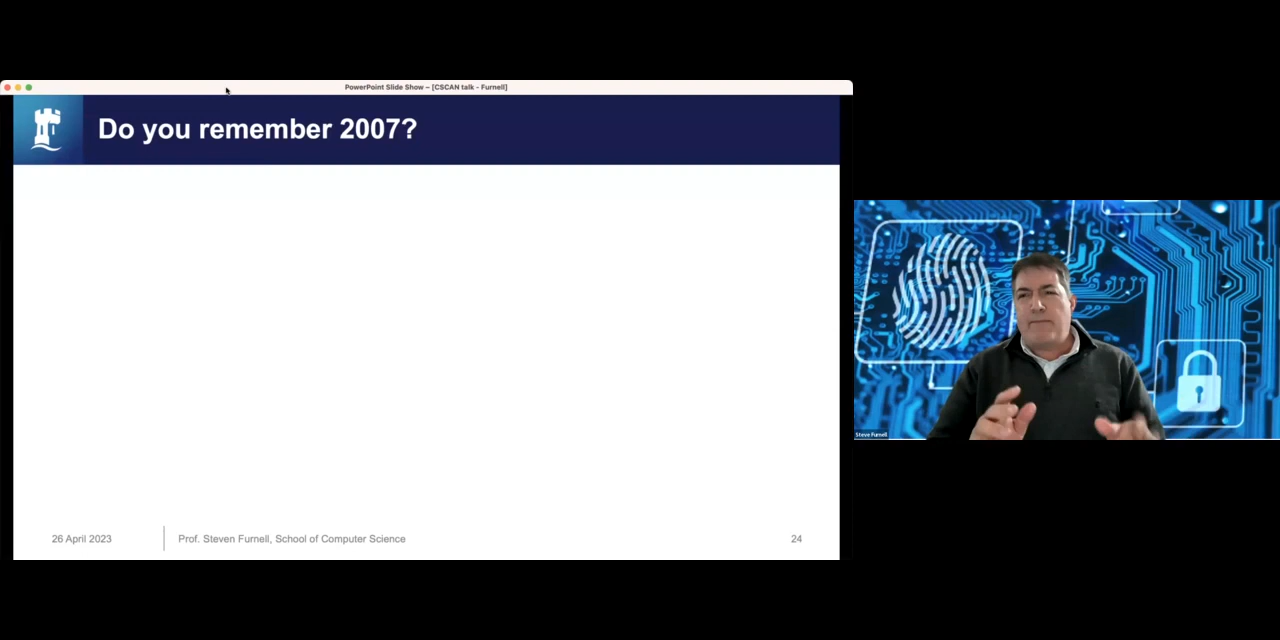 PowerPoint Slide Show – [CSCAN talk - Furnell]
Do you remember 2007?
26 April 2023
Prof. Steven Furnell, School of Computer Science
24
Steve Furnell